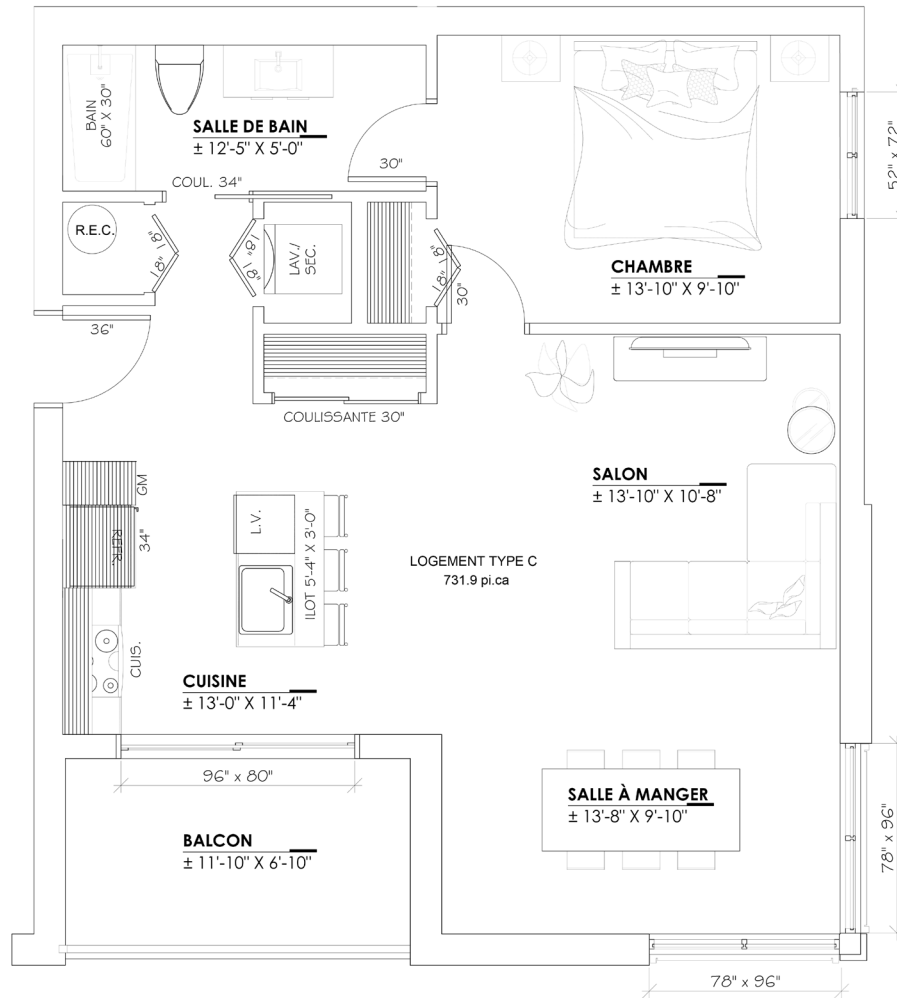 BAIN
60" X 30"
SALLE DE BAIN
± 12'-5" X 5'-0"
30"
COUL. 34"
52" x 72"
R.E.C.
18" 18"
18" 18"
LAV./
SEC.
18" 18"
30"
CHAMBRE
± 13'-10" X 9'-10"
36"
COULISSANTE 30"
SALON
± 13'-10" X 10'-8"
GM
REFR.
34"
L.V.
ILOT 5'-4" X 3'-0"
LOGEMENT TYPE C
731.9 pi.ca
CUIS.
CUISINE
± 13'-0" X 11'-4"
96" x 80"
SALLE À MANGER
± 13'-8" X 9'-10"
BALCON
± 11'-10" X 6'-10"
78" x 96"
78" x 96"